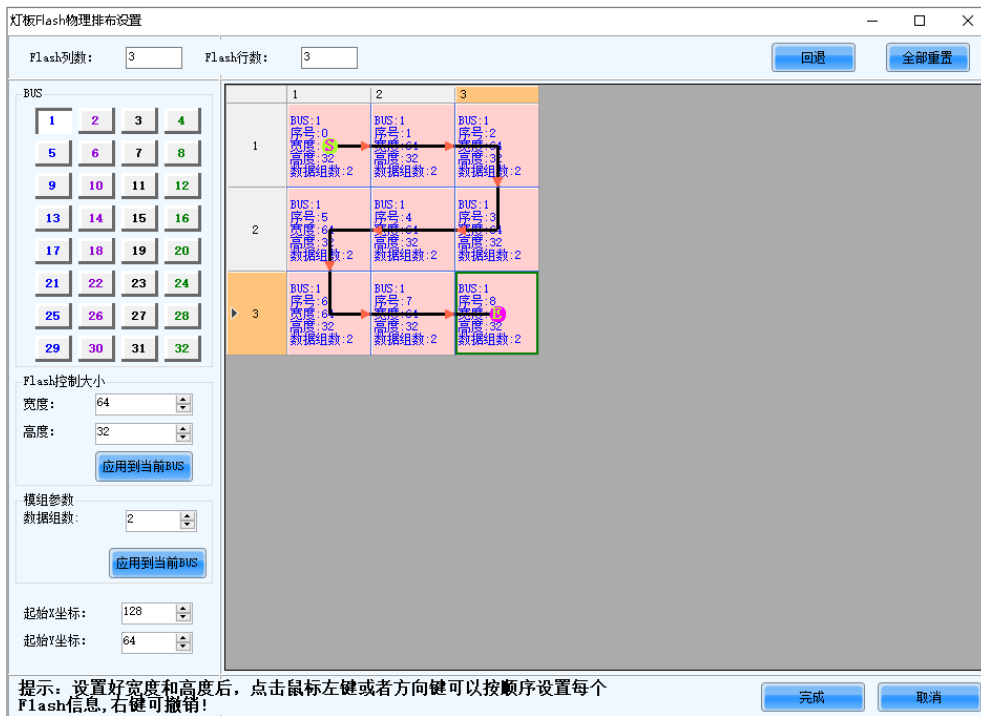 灯板Flash物理排布设置
Flash列数: 3 Flash行数: 3 回退 全部重置
BUS
1 2 3 4
5 6 7 8
9 10 11 12
13 14 15 16
17 18 19 20
21 22 23 24
25 26 27 28
29 30 31 32
Flash控制大小
宽度: 64
高度: 32
应用到当前BUS
模组参数
数据组数: 2
应用到当前BUS
起始X坐标: 128
起始Y坐标: 64
1 2 3
1
BUS:1 BUS:1 BUS:1
序号:0 序号:1 序号:2
宽度: S 宽度:64 宽度:64
高度:32 高度:32 高度:32
数据组数:2 数据组数:2 数据组数:2
2
BUS:1 BUS:1 BUS:1
序号:5 序号:4 序号:3
宽度:64 宽度:64 宽度:64
高度:32 高度:32 高度:32
数据组数:2 数据组数:2 数据组数:2
3
BUS:1 BUS:1 BUS:1
序号:6 序号:7 序号:8
宽度:64 宽度:64 宽度: E
高度:32 高度:32 高度:32
数据组数:2 数据组数:2 数据组数:2
提示: 设置好宽度和高度后, 点击鼠标左键或者方向键可以按顺序设置每个
Flash信息,右键可撤销!
完成 取消